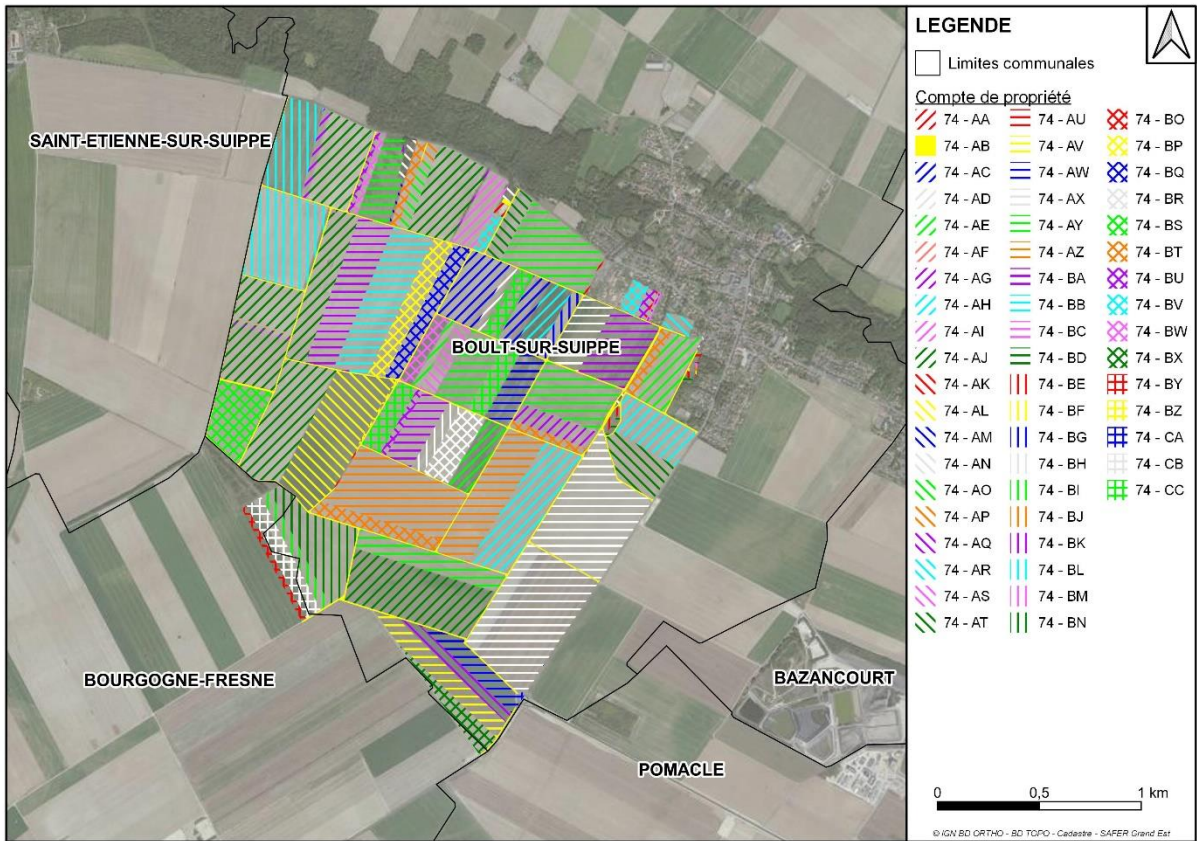 SAINT-ETIENNE-SUR-SUIPPE
BOULT-SUR-SUIPPE
BOURGOGNE-FRESNE
BAZANCOURT
POMACLE
LEGENDE
Limites communales
Compte de propriété
74 - AA 74 - AU 74 - BO
74 - AB 74 - AV 74 - BP
74 - AC 74 - AW 74 - BQ
74 - AD 74 - AX 74 - BR
74 - AE 74 - AY 74 - BS
74 - AF 74 - AZ 74 - BT
74 - AG 74 - BA 74 - BU
74 - AH 74 - BB 74 - BV
74 - AI 74 - BC 74 - BW
74 - AJ 74 - BD 74 - BX
74 - AK 74 - BE 74 - BY
74 - AL 74 - BF 74 - BZ
74 - AM 74 - BG 74 - CA
74 - AN 74 - BH 74 - CB
74 - AO 74 - BI 74 - CC
74 - AP 74 - BJ
74 - AQ 74 - BK
74 - AR 74 - BL
74 - AS 74 - BM
74 - AT 74 - BN
0 0,5 1 km
© IGN BD ORTHO - BD TOPO - Cadastre - SAFER Grand Est